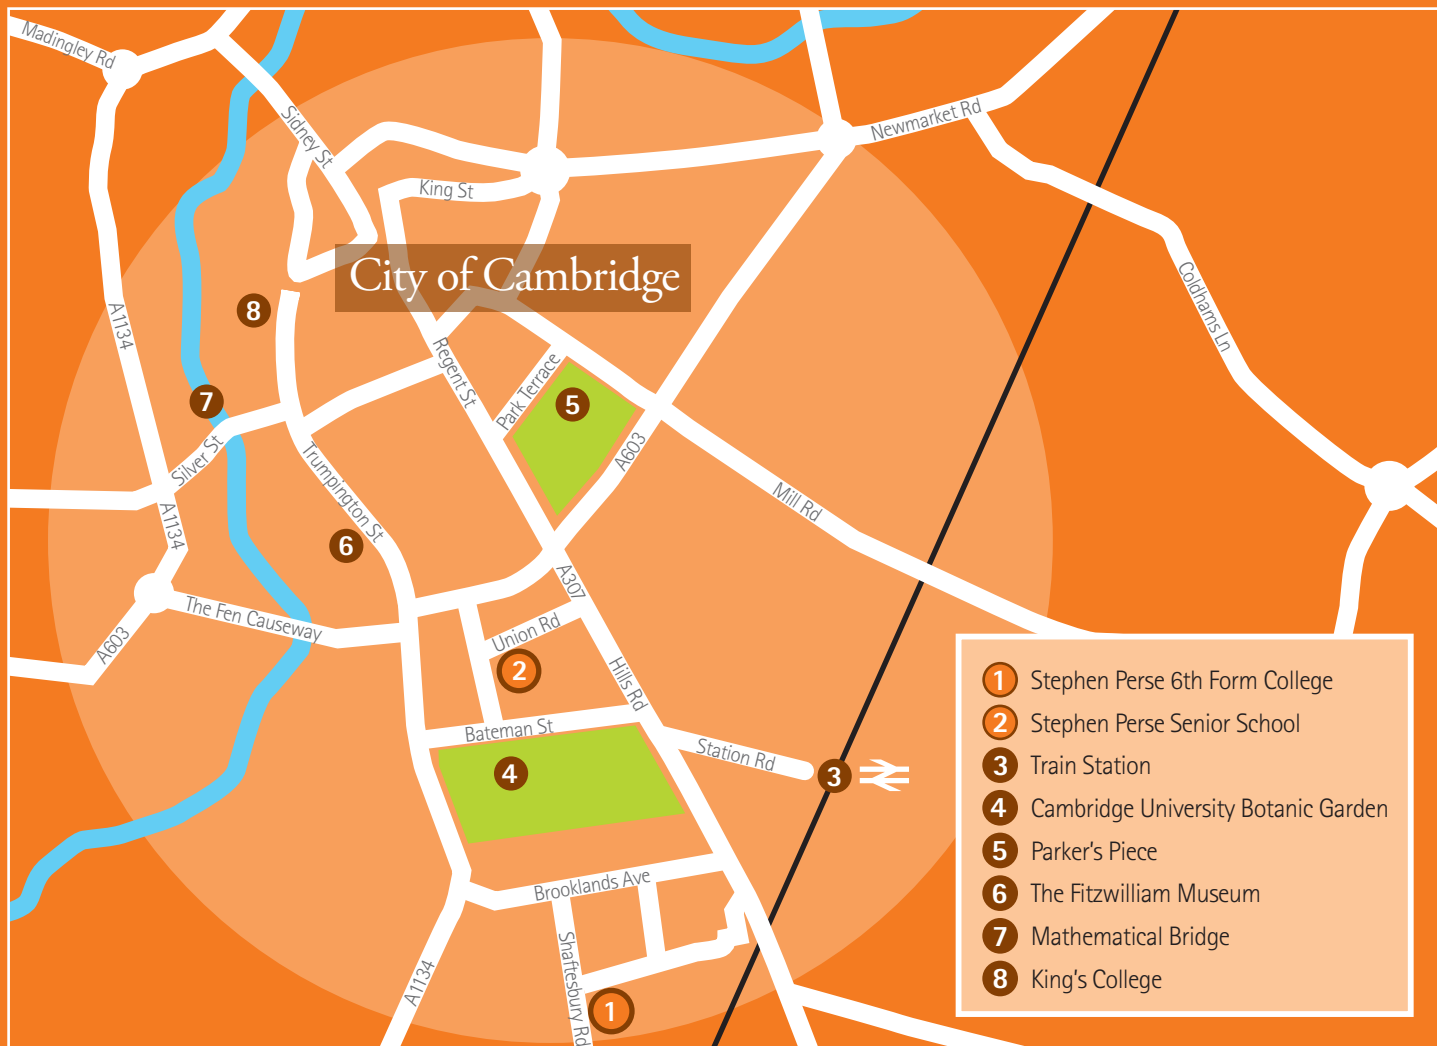 Madingley Rd
Sidney St
Newmarket Rd
King St
City of Cambridge
8
A1134
Coldhams Ln
Regent St
Park Terrace
7
5
A603
Silver St
Trumpington St
Mill Rd
A1134
6
A307
The Fen Causeway
A603
Union Rd
2
Hills Rd
Bateman St
Station Rd
4
3
Brooklands Ave
Shaftesbury Rd
A1134
1
1 Stephen Perse 6th Form College
2 Stephen Perse Senior School
3 Train Station
4 Cambridge University Botanic Garden
5 Parker's Piece
6 The Fitzwilliam Museum
7 Mathematical Bridge
8 King's College